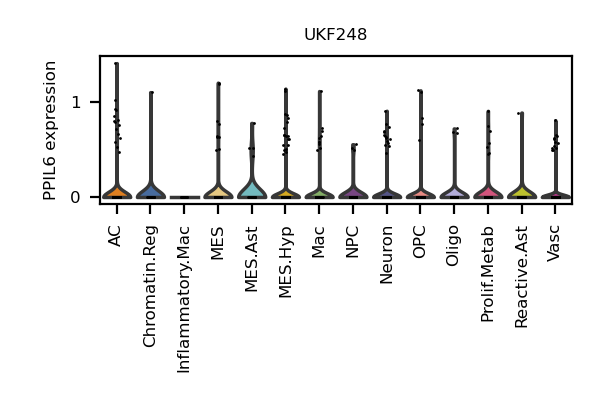 UKF248
PPIL6 expression
1
0
AC
Chromatin.Reg
Inflammatory.Mac
MES
MES.Ast
MES.Hyp
Mac
NPC
Neuron
OPC
Oligo
Prolif.Metab
Reactive.Ast
Vasc